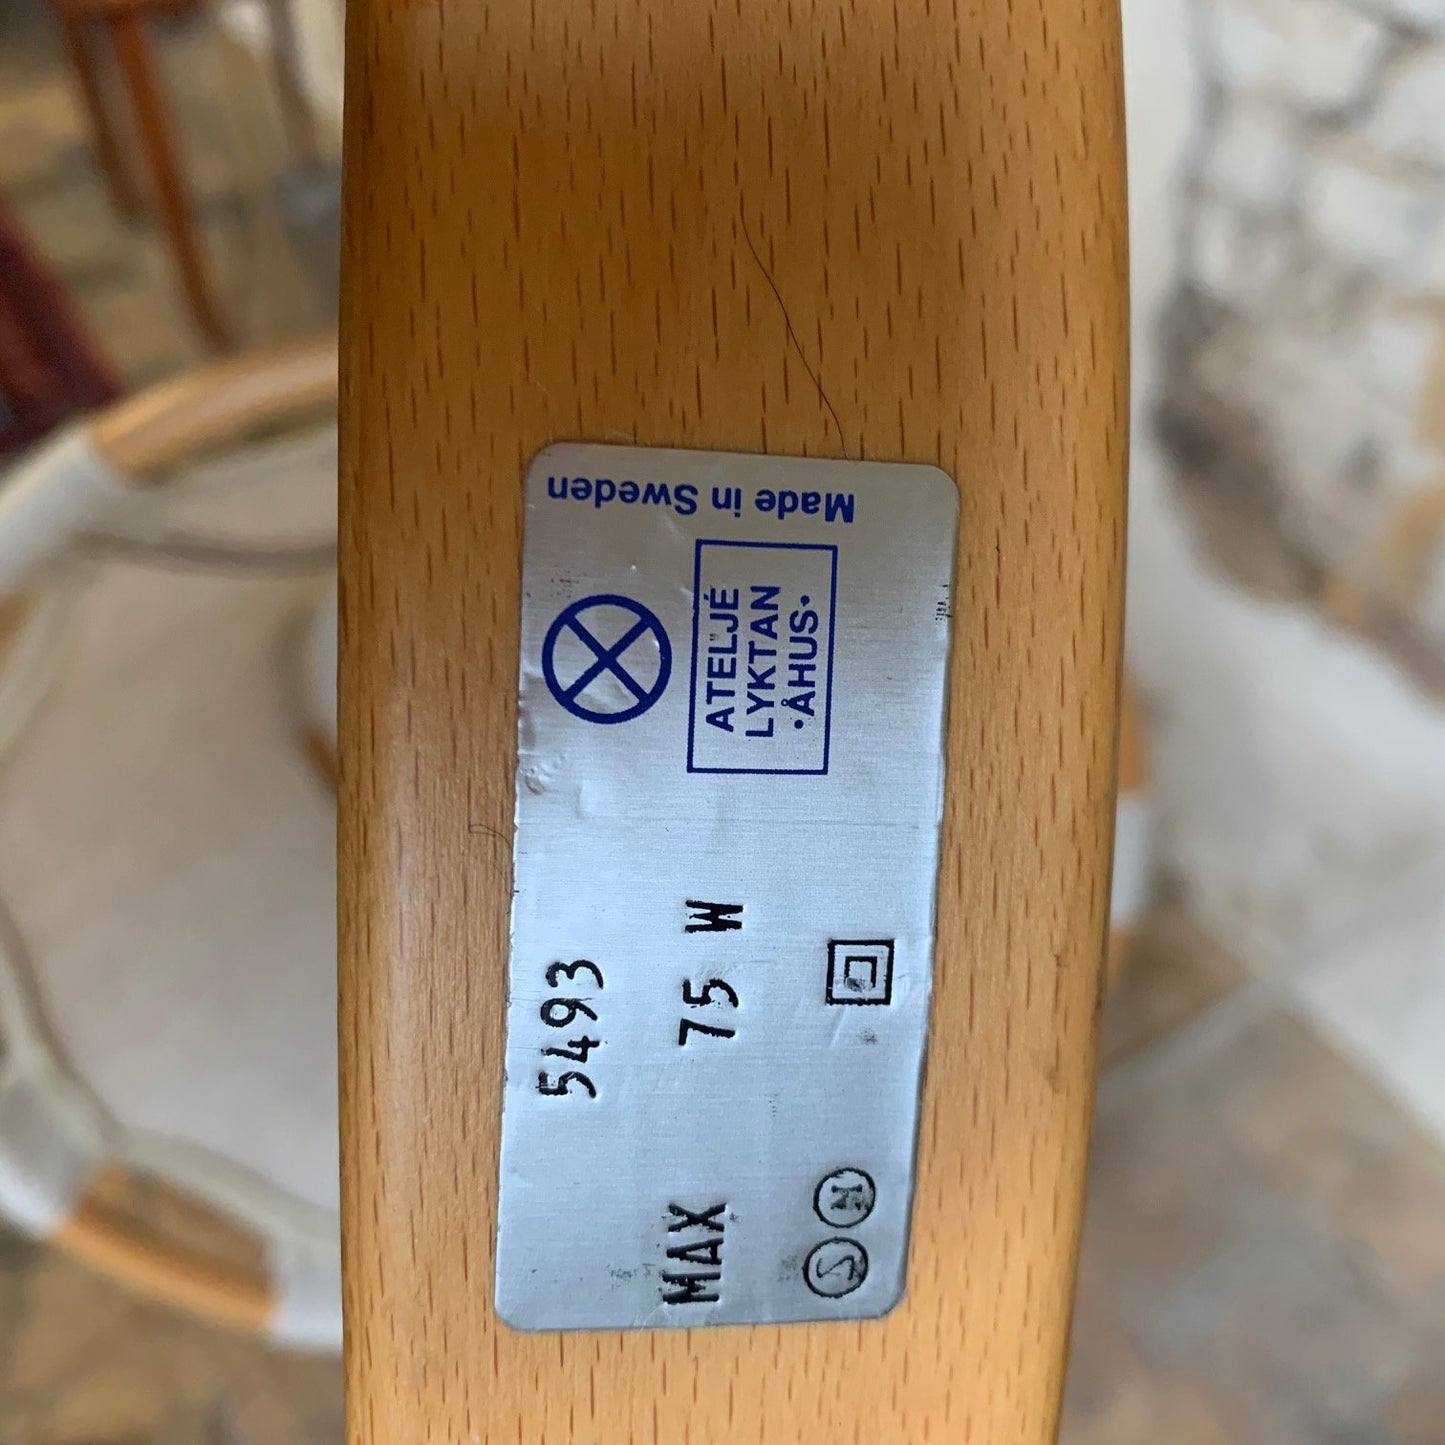 Made in Sweden
ATELJÉ
LYKTAN
•ÅHUS•
5493
MAX 75 W
S M